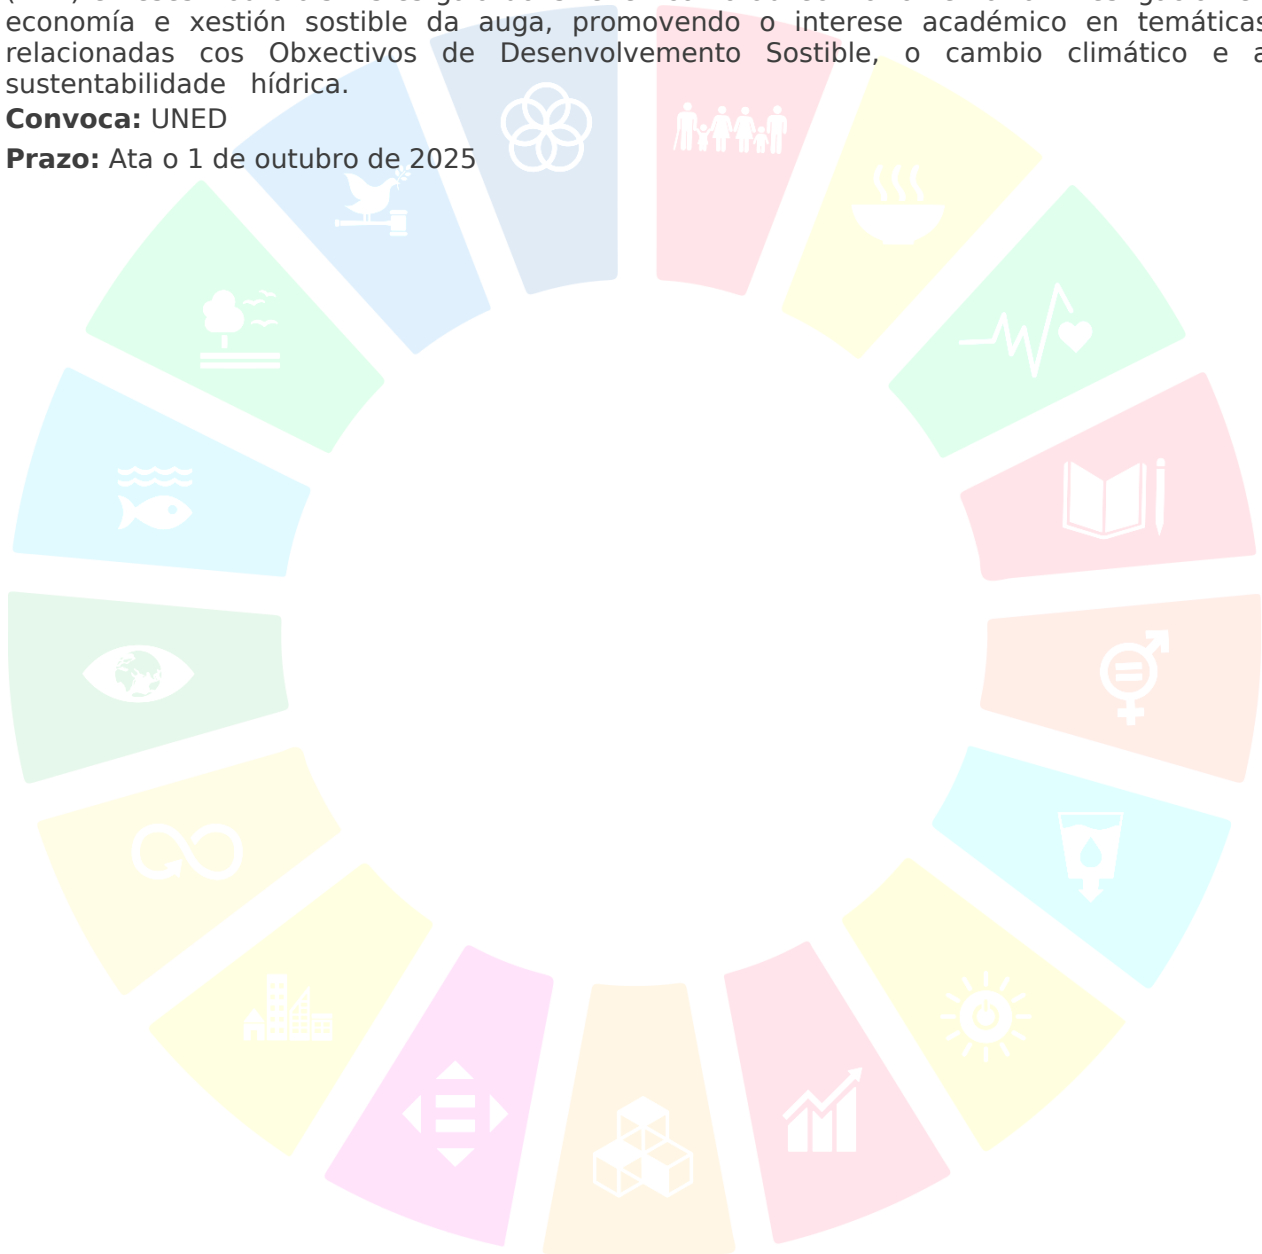 economía e xestión sostible da auga, promovendo o interese académico en temáticas
relacionadas cos Obxectivos de Desenvolvemento Sostible, o cambio climático e a
sustentabilidade hídrica.
Convoca: UNED
Prazo: Ata o 1 de outubro de 2025